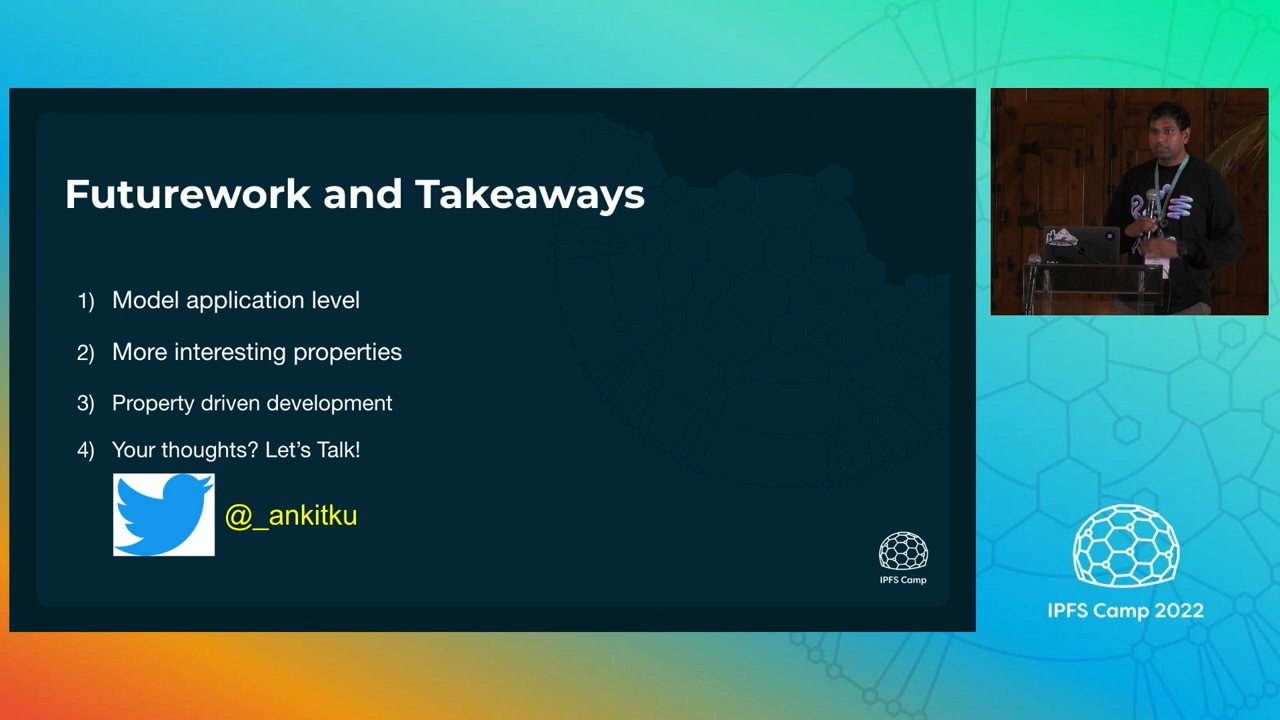 Futurework and Takeaways
1) Model application level
2) More interesting properties
3) Property driven development
4) Your thoughts? Let’s Talk!
@_ankitku
IPFS Camp
IPFS Camp 2022